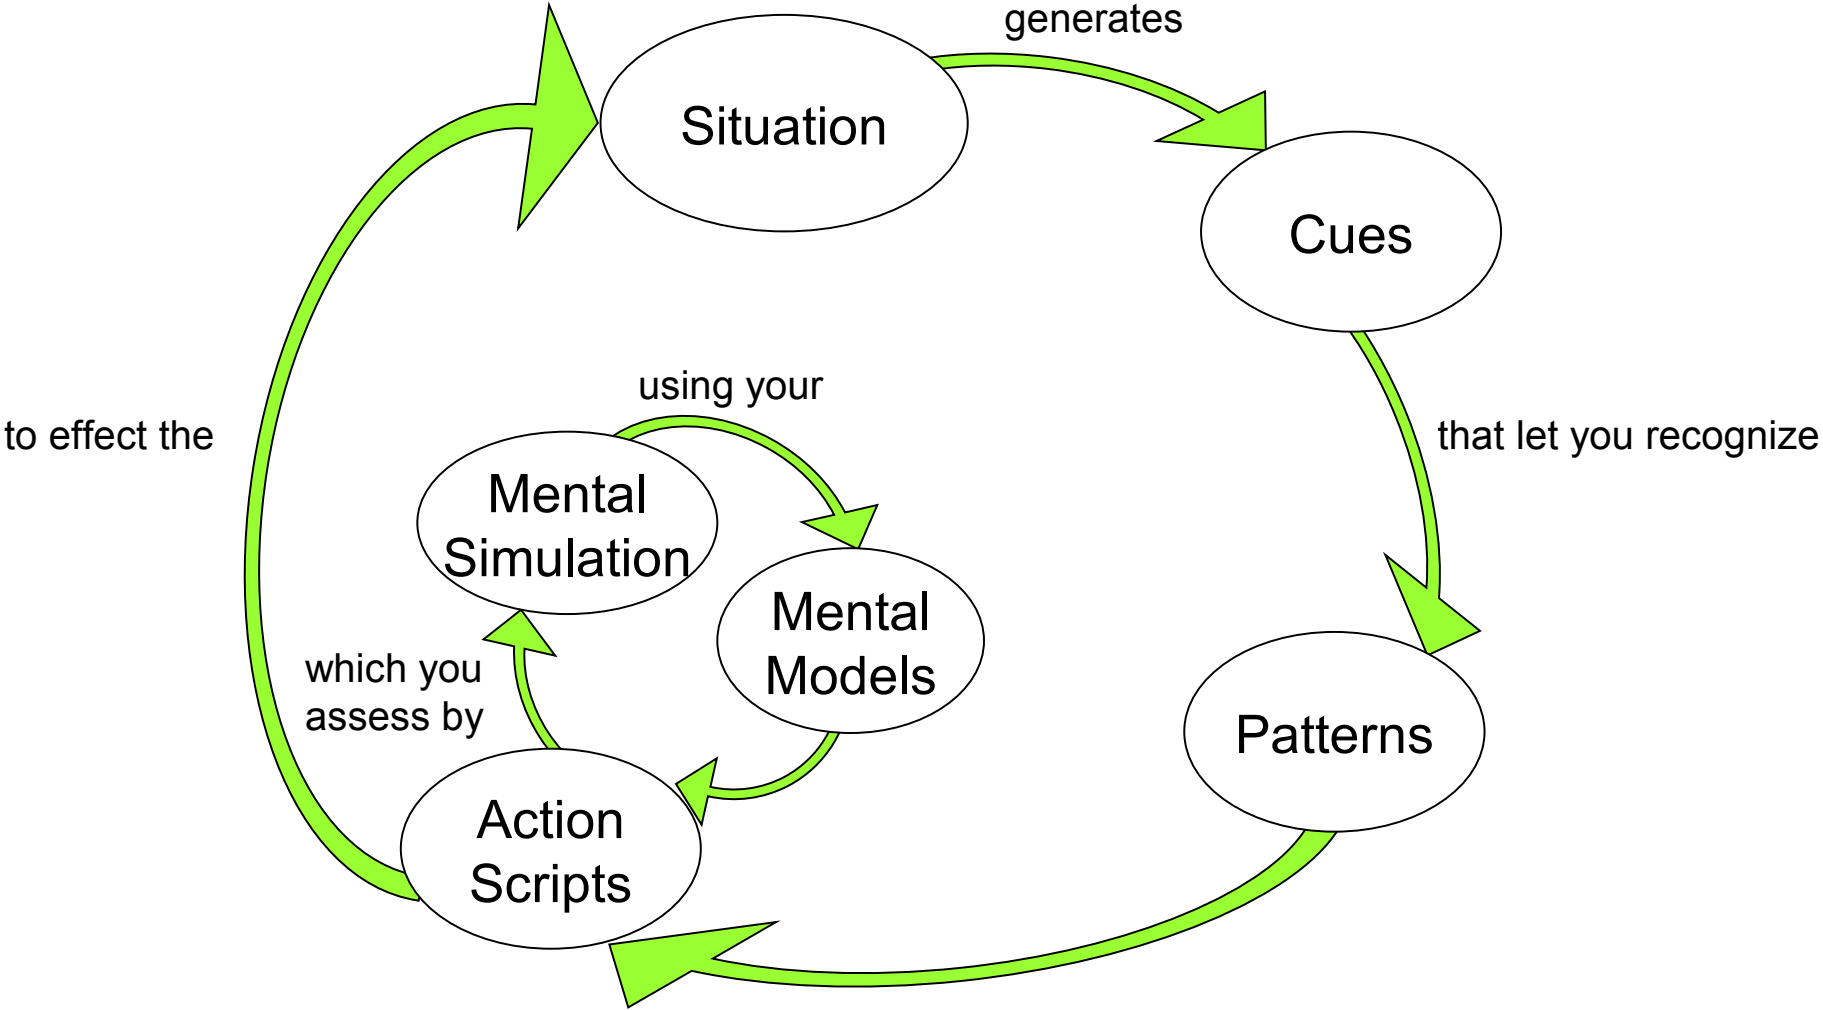 generates
Situation
Cues
that let you recognize
using your
to effect the
Mental
Simulation
Mental
Models
which you
assess by
Patterns
Action
Scripts